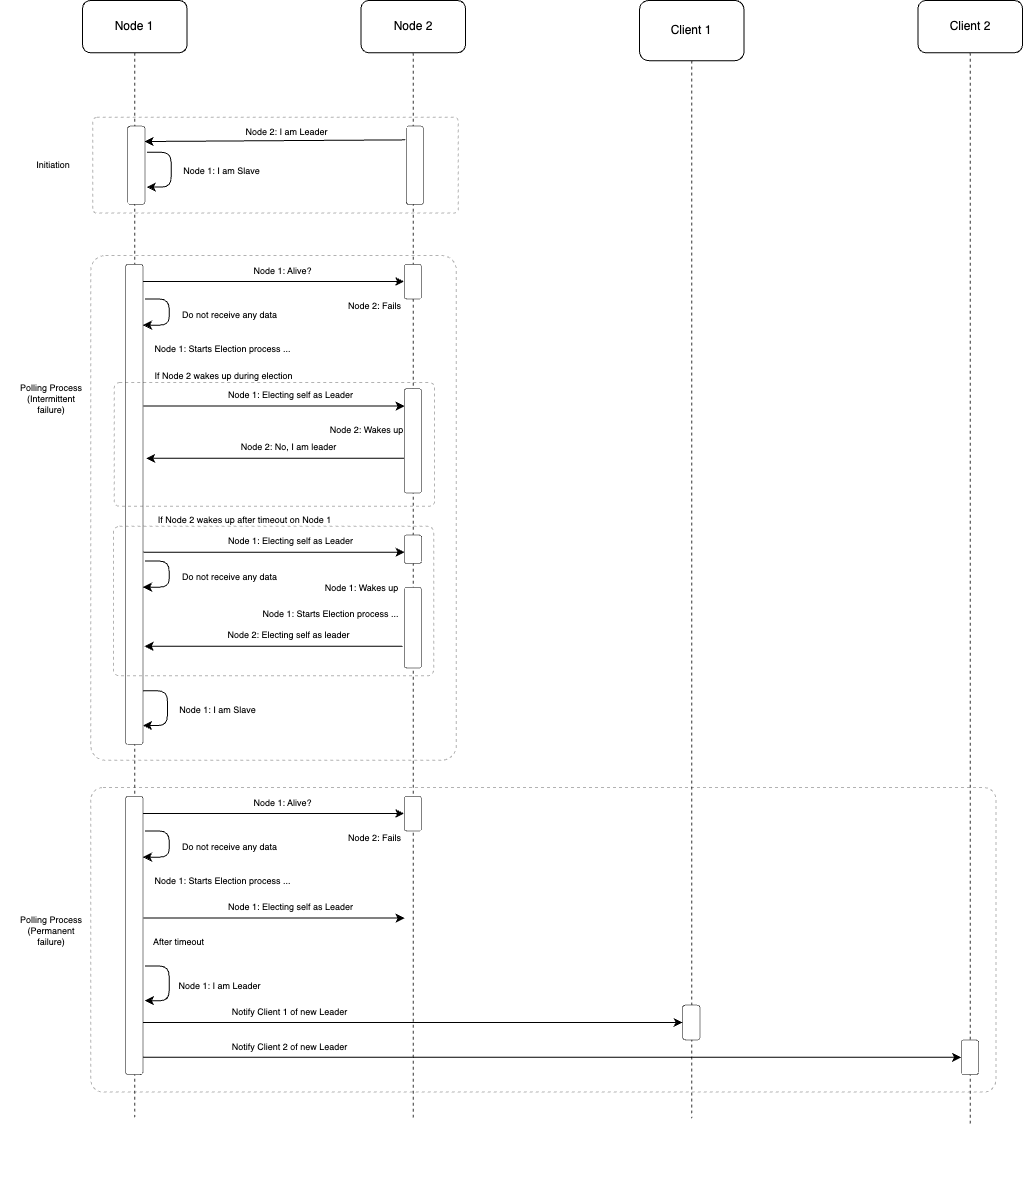 Node 1
Node 2
Client 1
Client 2
Node 2: I am Leader
Initiation
Node 1: I am Slave
Node 1: Alive?
Node 2: Fails
Do not receive any data
Node 1: Starts Election process ...
If Node 2 wakes up during election
Polling Process
(Intermittent
failure)
Node 1: Electing self as Leader
Node 2: Wakes up
Node 2: No, I am leader
If Node 2 wakes up after timeout on Node 1
Node 1: Electing self as Leader
Do not receive any data
Node 1: Wakes up
Node 1: Starts Election process ...
Node 2: Electing self as leader
Node 1: I am Slave
Node 1: Alive?
Node 2: Fails
Do not receive any data
Node 1: Starts Election process ...
Node 1: Electing self as Leader
Polling Process
(Permanent
failure)
After timeout
Node 1: I am Leader
Notify Client 1 of new Leader
Notify Client 2 of new Leader